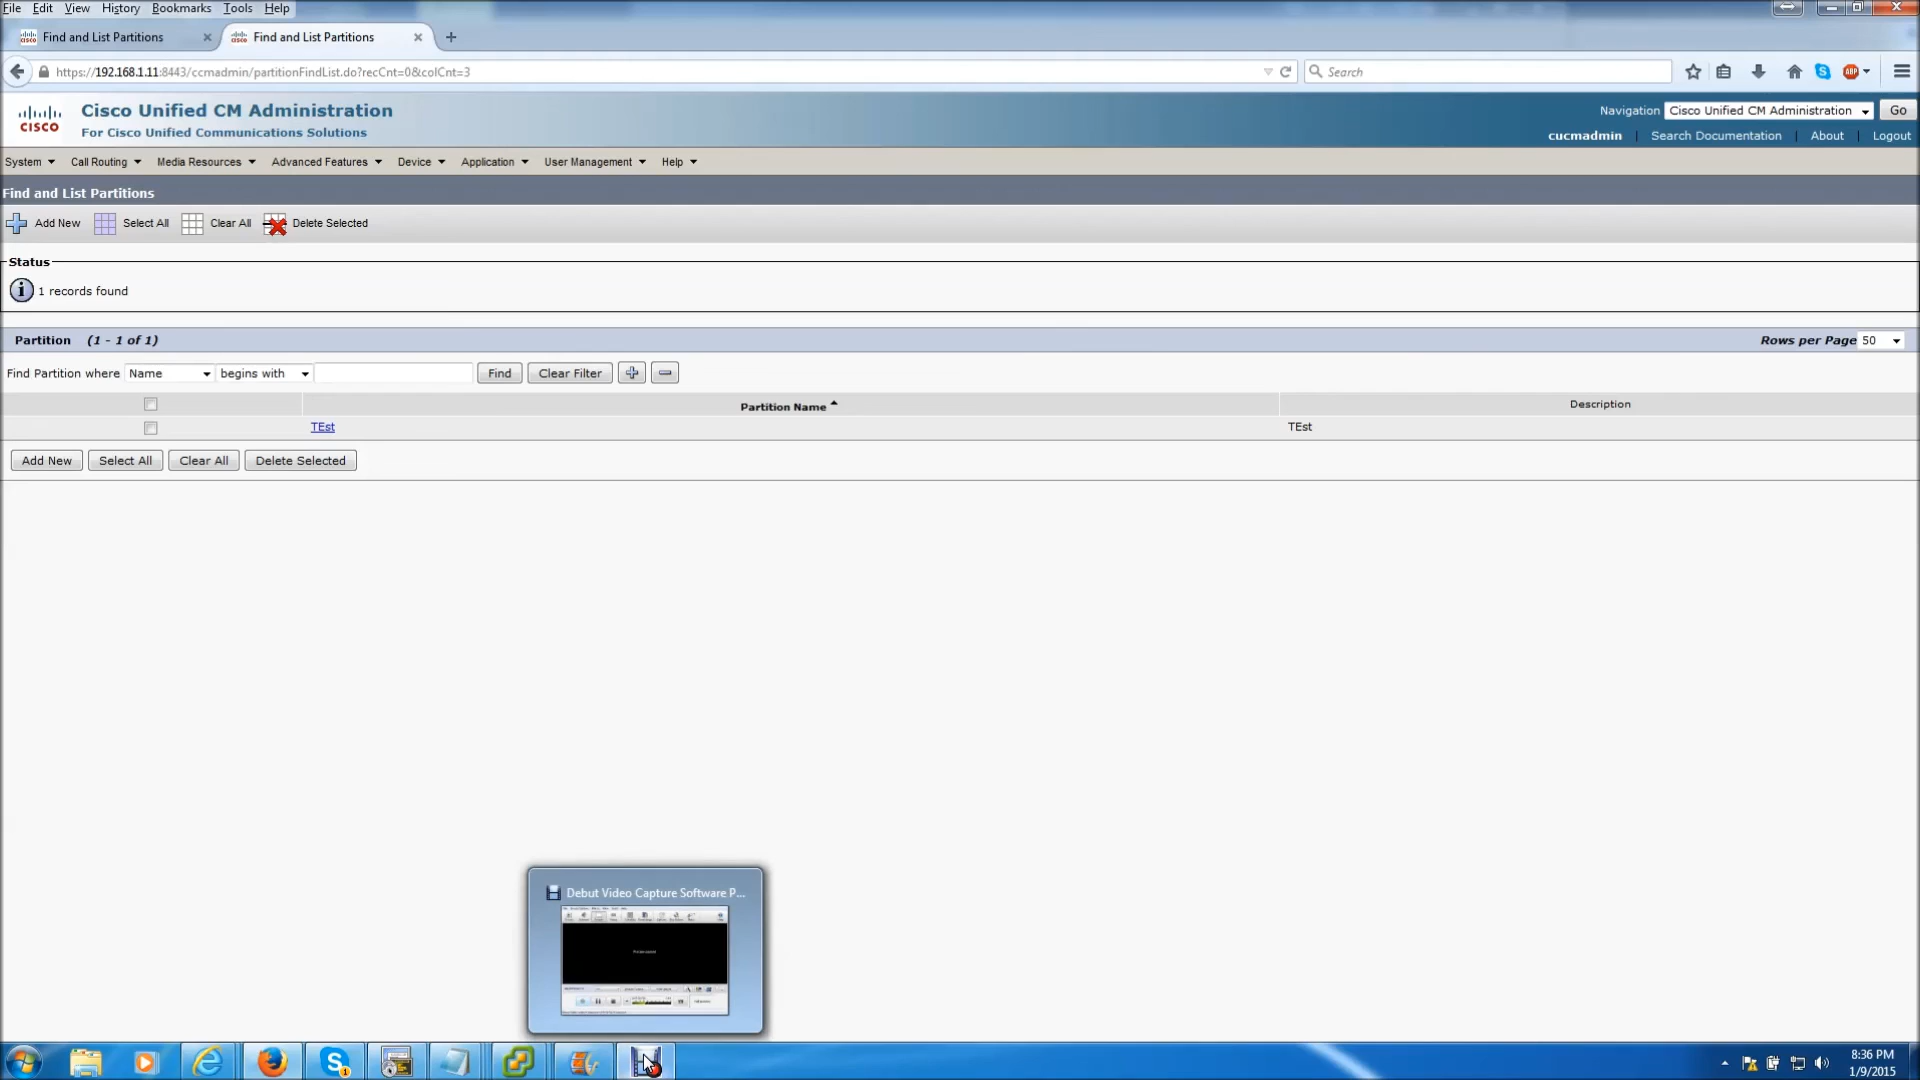 File Edit View History Bookmarks Tools Help
Find and List Partitions × Find and List Partitions × +
https://192.168.1.11:8443/ccmadmin/partitionFindList.do?recCnt=0&colCnt=3 Search ABP
CISCO Cisco Unified CM Administration Navigation Cisco Unified CM Administration Go
For Cisco Unified Communications Solutions cucmadmin | Search Documentation | About | Logout
System Call Routing Media Resources Advanced Features Device Application User Management Help
Find and List Partitions
Add New Select All Clear All Delete Selected
Status
1 records found
Partition (1 - 1 of 1) Rows per Page 50
Find Partition where Name begins with Find Clear Filter
Partition Name Description
TEst TEst
Add New Select All Clear All Delete Selected
Debut Video Capture Software P...
8:36 PM
1/9/2015